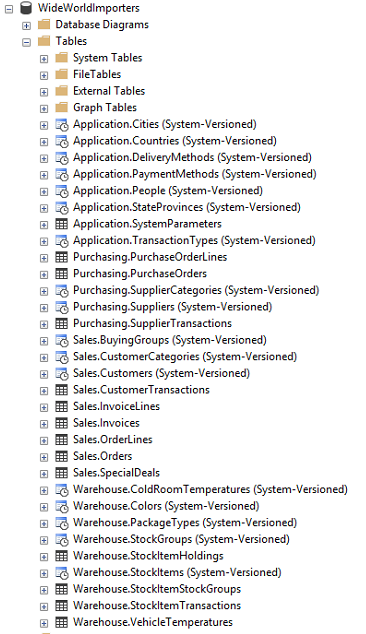 WideWorldImporters
Database Diagrams
Tables
System Tables
FileTables
External Tables
Graph Tables
Application.Cities (System-Versioned)
Application.Countries (System-Versioned)
Application.DeliveryMethods (System-Versioned)
Application.PaymentMethods (System-Versioned)
Application.People (System-Versioned)
Application.StateProvinces (System-Versioned)
Application.SystemParameters
Application.TransactionTypes (System-Versioned)
Purchasing.PurchaseOrderLines
Purchasing.PurchaseOrders
Purchasing.SupplierCategories (System-Versioned)
Purchasing.Suppliers (System-Versioned)
Purchasing.SupplierTransactions
Sales.BuyingGroups (System-Versioned)
Sales.CustomerCategories (System-Versioned)
Sales.Customers (System-Versioned)
Sales.CustomerTransactions
Sales.InvoiceLines
Sales.Invoices
Sales.OrderLines
Sales.Orders
Sales.SpecialDeals
Warehouse.ColdRoomTemperatures (System-Versioned)
Warehouse.Colors (System-Versioned)
Warehouse.PackageTypes (System-Versioned)
Warehouse.StockGroups (System-Versioned)
Warehouse.StockItemHoldings
Warehouse.StockItems (System-Versioned)
Warehouse.StockItemStockGroups
Warehouse.StockItemTransactions
Warehouse.VehicleTemperatures